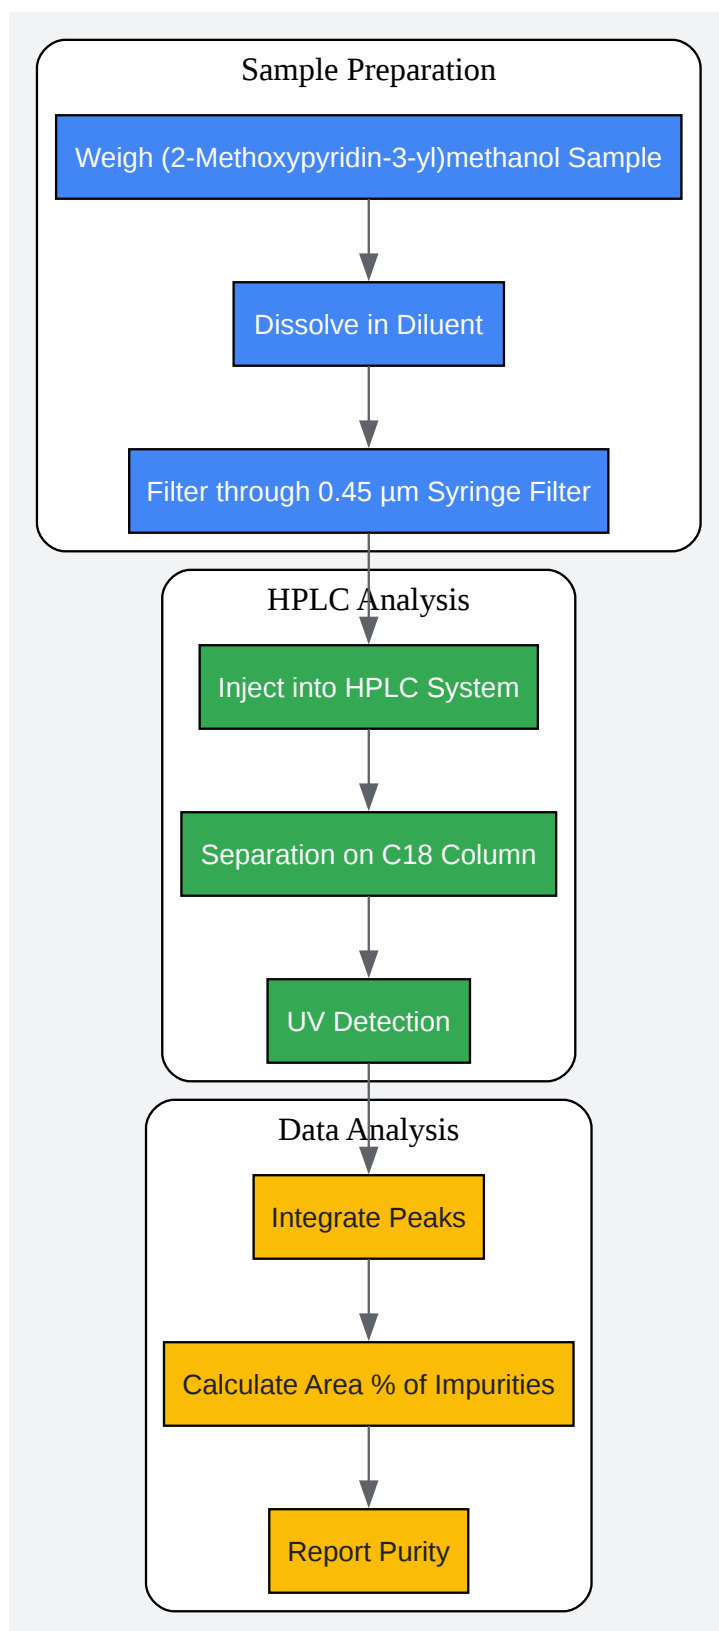 Sample Preparation
Weigh (2-Methoxypyridin-3-yl)methanol Sample
Dissolve in Diluent
Filter through 0.45 µm Syringe Filter
HPLC Analysis
Inject into HPLC System
Separation on C18 Column
UV Detection
Data Analysis
Integrate Peaks
Calculate Area % of Impurities
Report Purity